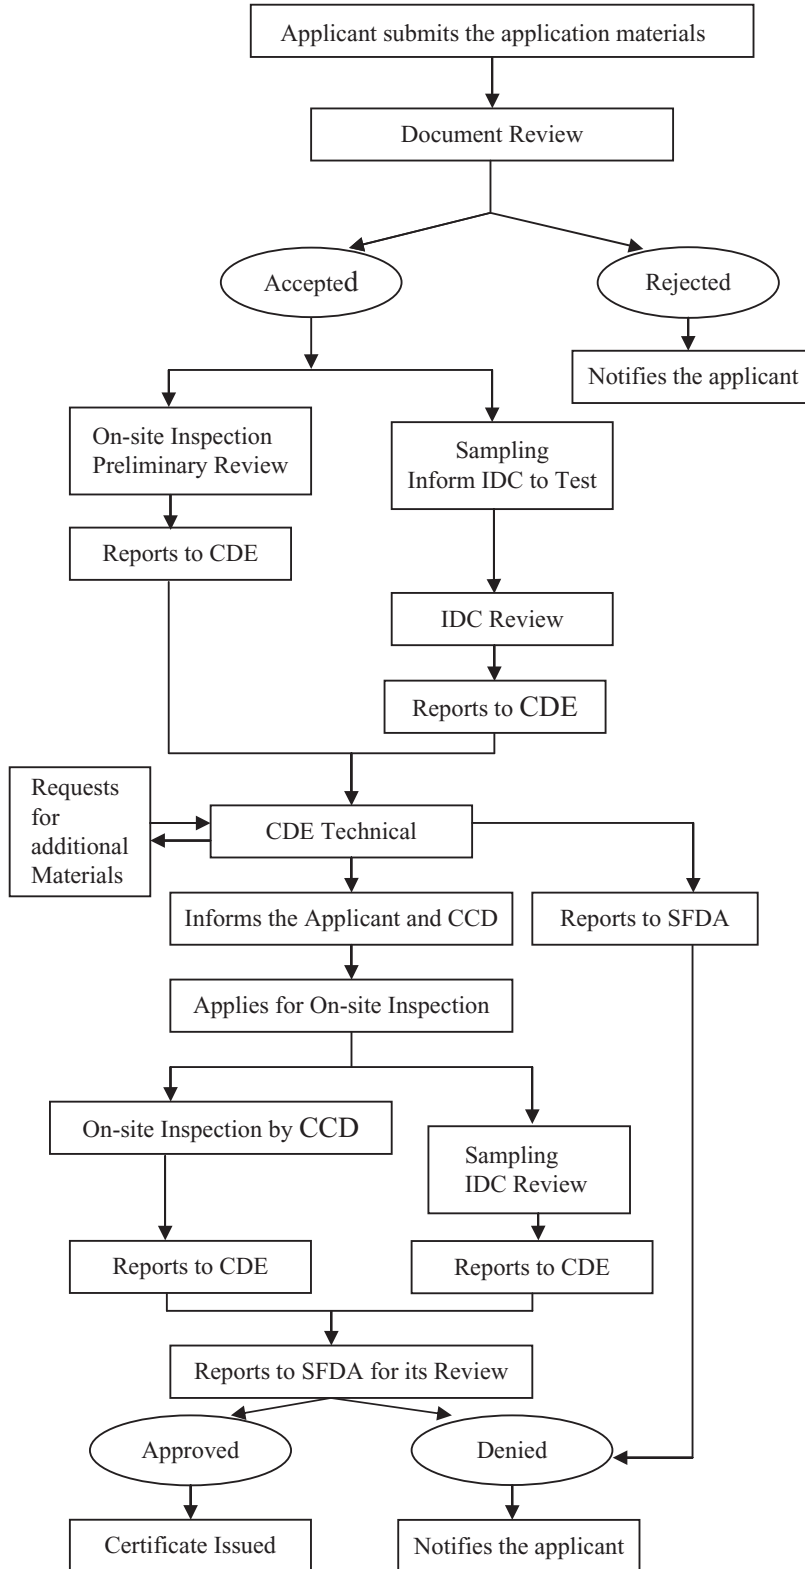 Applicant submits the application materials
Document Review
Accepted
Rejected
Notifies the applicant
On-site Inspection
Preliminary Review
Sampling
Inform IDC to Test
Reports to CDE
IDC Review
Reports to CDE
Requests
for
additional
Materials
CDE Technical
Informs the Applicant and CCD
Reports to SFDA
Applies for On-site Inspection
On-site Inspection by CCD
Sampling
IDC Review
Reports to CDE
Reports to CDE
Reports to SFDA for its Review
Approved
Denied
Certificate Issued
Notifies the applicant